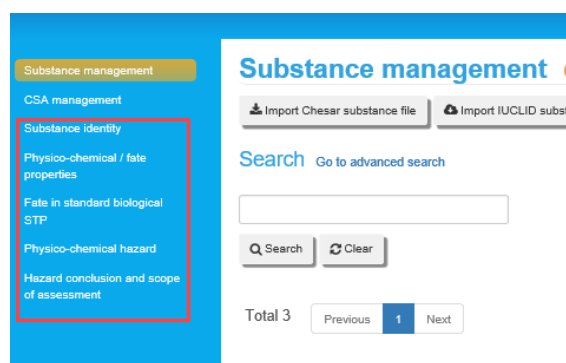 Substance management
CSA management
Substance identity
Physico-chemical / fate
properties
Fate in standard biological
STP
Physico-chemical hazard
Hazard conclusion and scope
of assessment
Substance management
Import Chesar substance file
Import IUCLID subst
Search Go to advanced search
Search Clear
Total 3 Previous 1 Next